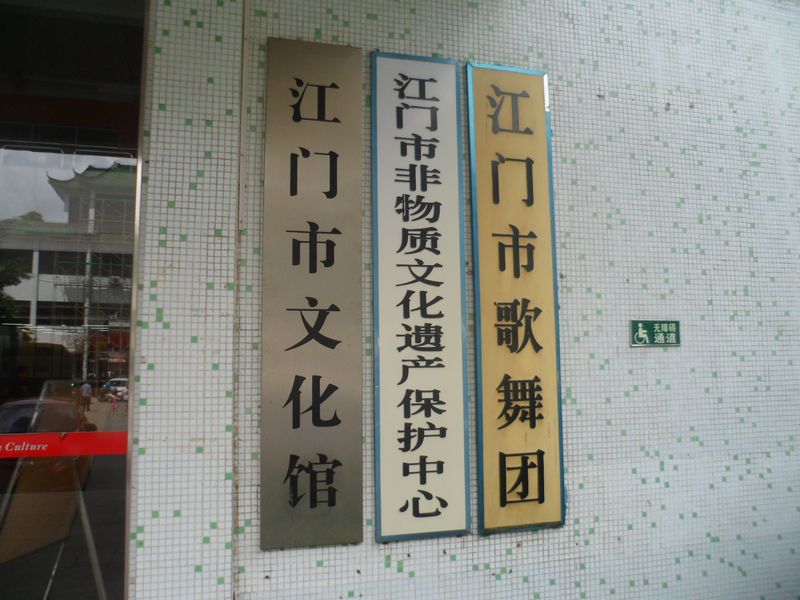 江门市文化馆
江门市非物质文化遗产保护中心
江门市歌舞团
无障碍
通道
Culture